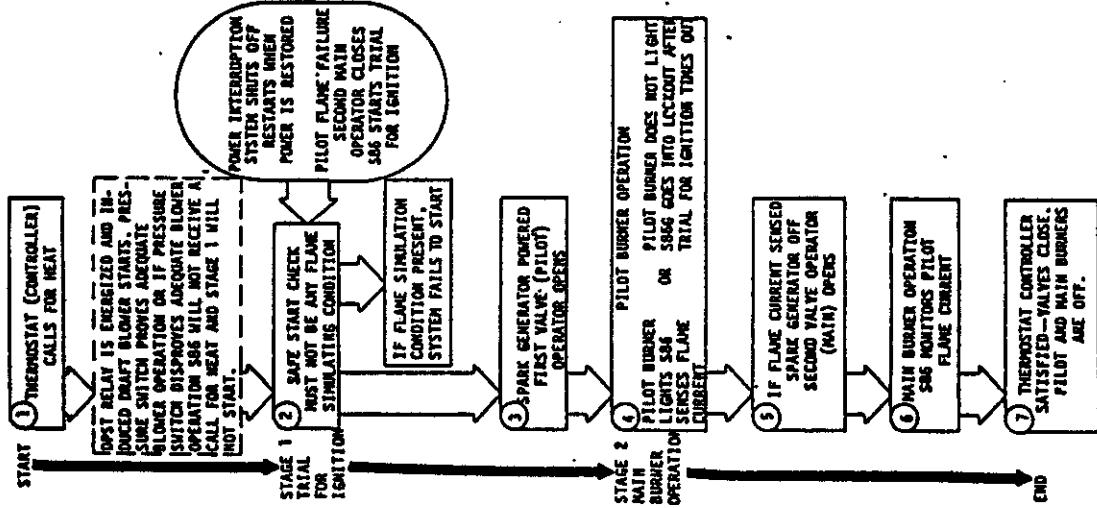 START
1 THERMOSTAT (CONTROLLER)
CALLS FOR HEAT
DPST RELAY IS ENERGIZED AND IN-
DUCED DRAFT BLOWER STARTS. PRES-
SURE SWITCH PROVES ADEQUATE
BLOWER OPERATION OR IF PRESSURE
SWITCH DISPROVES ADEQUATE BLOWER
OPERATION S86 WILL NOT RECEIVE A
CALL FOR HEAT AND STAGE 1 WILL
NOT START.
POWER INTERRUPTION
SYSTEM SHUTS OFF
RESTARTS WHEN
POWER IS RESTORED
PILOT FLAME FAILURE
SECOND MAIN
OPERATOR CLOSES
S86 STARTS TRIAL
FOR IGNITION
STAGE 1
TRIAL
FOR
IGNITION
2 SAFE START CHECK
MUST NOT BE ANY FLAME
SIMULATING CONDITION
IF FLAME SIMULATION
CONDITION PRESENT,
SYSTEM FAILS TO START
3 SPARK GENERATOR POWERED
FIRST VALVE (PILOT)
OPERATOR OPENS
STAGE 2
MAIN
BURNER
OPERATION
4 PILOT BURNER OPERATION
PILOT BURNER
LIGHTS S86
SENSES FLAME
CURRENT
OR
PILOT BURNER DOES NOT LIGHT
S86G GOES INTO LOCKOUT AFTER
TRIAL FOR IGNITION TIMES OUT
5 IF FLAME CURRENT SENSED
SPARK GENERATOR OFF
SECOND VALVE OPERATOR
(MAIN) OPENS
6 MAIN BURNER OPERATION
S86 MONITORS PILOT
FLAME CURRENT
END
7 THERMOSTAT CONTROLLER
SATISFIED-VALVES CLOSE.
PILOT AND MAIN BURNERS
ARE OFF.